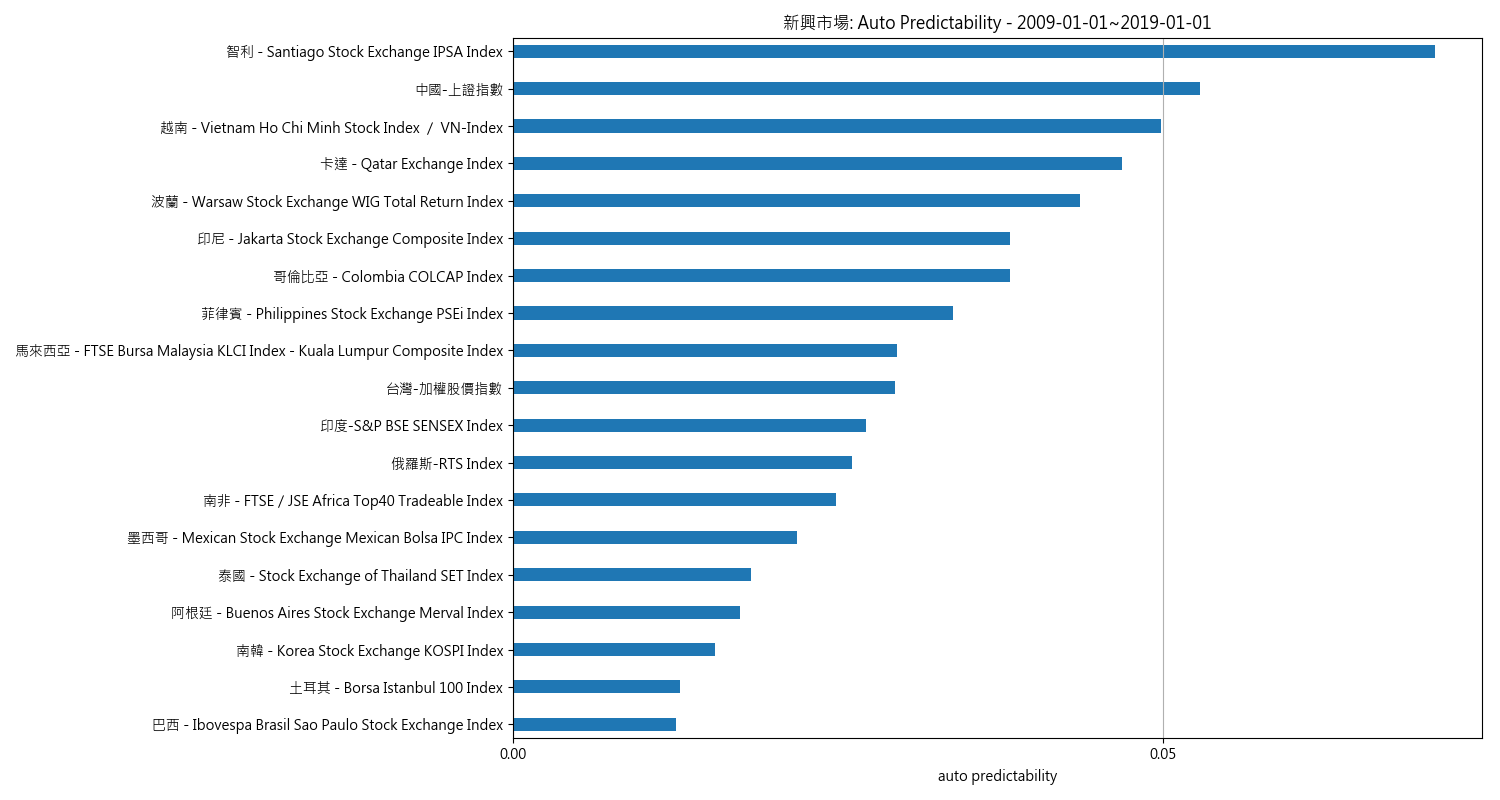 新興市場: Auto Predictability - 2009-01-01~2019-01-01
智利 - Santiago Stock Exchange IPSA Index
中國-上證指數
越南 - Vietnam Ho Chi Minh Stock Index / VN-Index
卡達 - Qatar Exchange Index
波蘭 - Warsaw Stock Exchange WIG Total Return Index
印尼 - Jakarta Stock Exchange Composite Index
哥倫比亞 - Colombia COLCAP Index
菲律賓 - Philippines Stock Exchange PSEi Index
馬來西亞 - FTSE Bursa Malaysia KLCI Index - Kuala Lumpur Composite Index
台灣-加權股價指數
印度-S&P BSE SENSEX Index
俄羅斯-RTS Index
南非 - FTSE / JSE Africa Top40 Tradeable Index
墨西哥 - Mexican Stock Exchange Mexican Bolsa IPC Index
泰國 - Stock Exchange of Thailand SET Index
阿根廷 - Buenos Aires Stock Exchange Merval Index
南韓 - Korea Stock Exchange KOSPI Index
土耳其 - Borsa Istanbul 100 Index
巴西 - Ibovespa Brasil Sao Paulo Stock Exchange Index
0.00 0.05
auto predictability